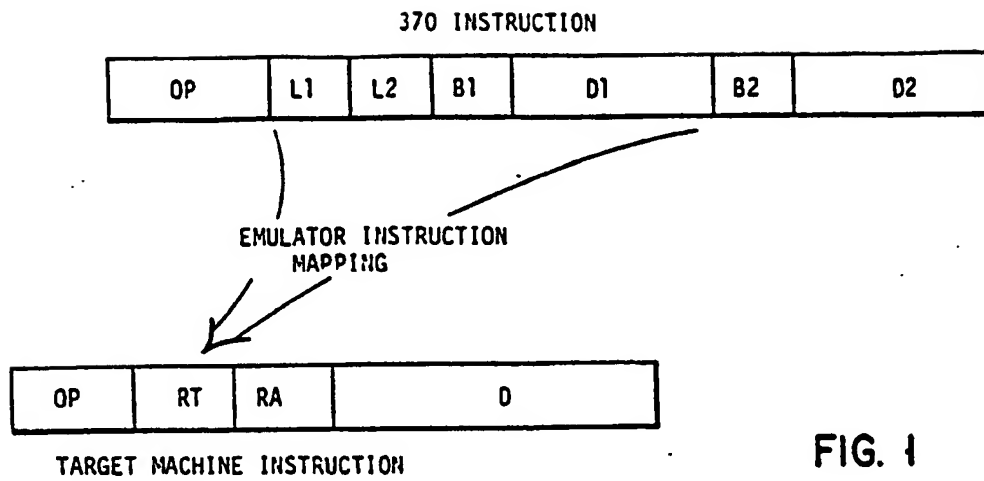 370 INSTRUCTION
OP L1 L2 B1 D1 B2 D2
EMULATOR INSTRUCTION
MAPPING
OP RT RA D
TARGET MACHINE INSTRUCTION
FIG. 1